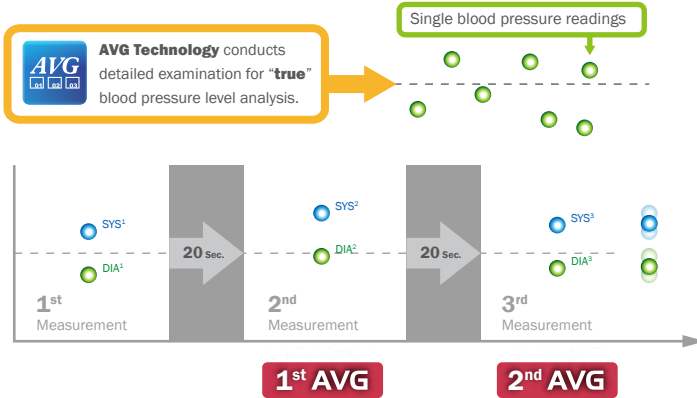 Single blood pressure readings
AVG
01 02 03
AVG Technology conducts
detailed examination for “true”
blood pressure level analysis.
SYS¹
DIA¹
20 Sec.
SYS²
DIA²
20 Sec.
SYS³
DIA³
1st
Measurement
2nd
Measurement
3rd
Measurement
1st AVG
2nd AVG